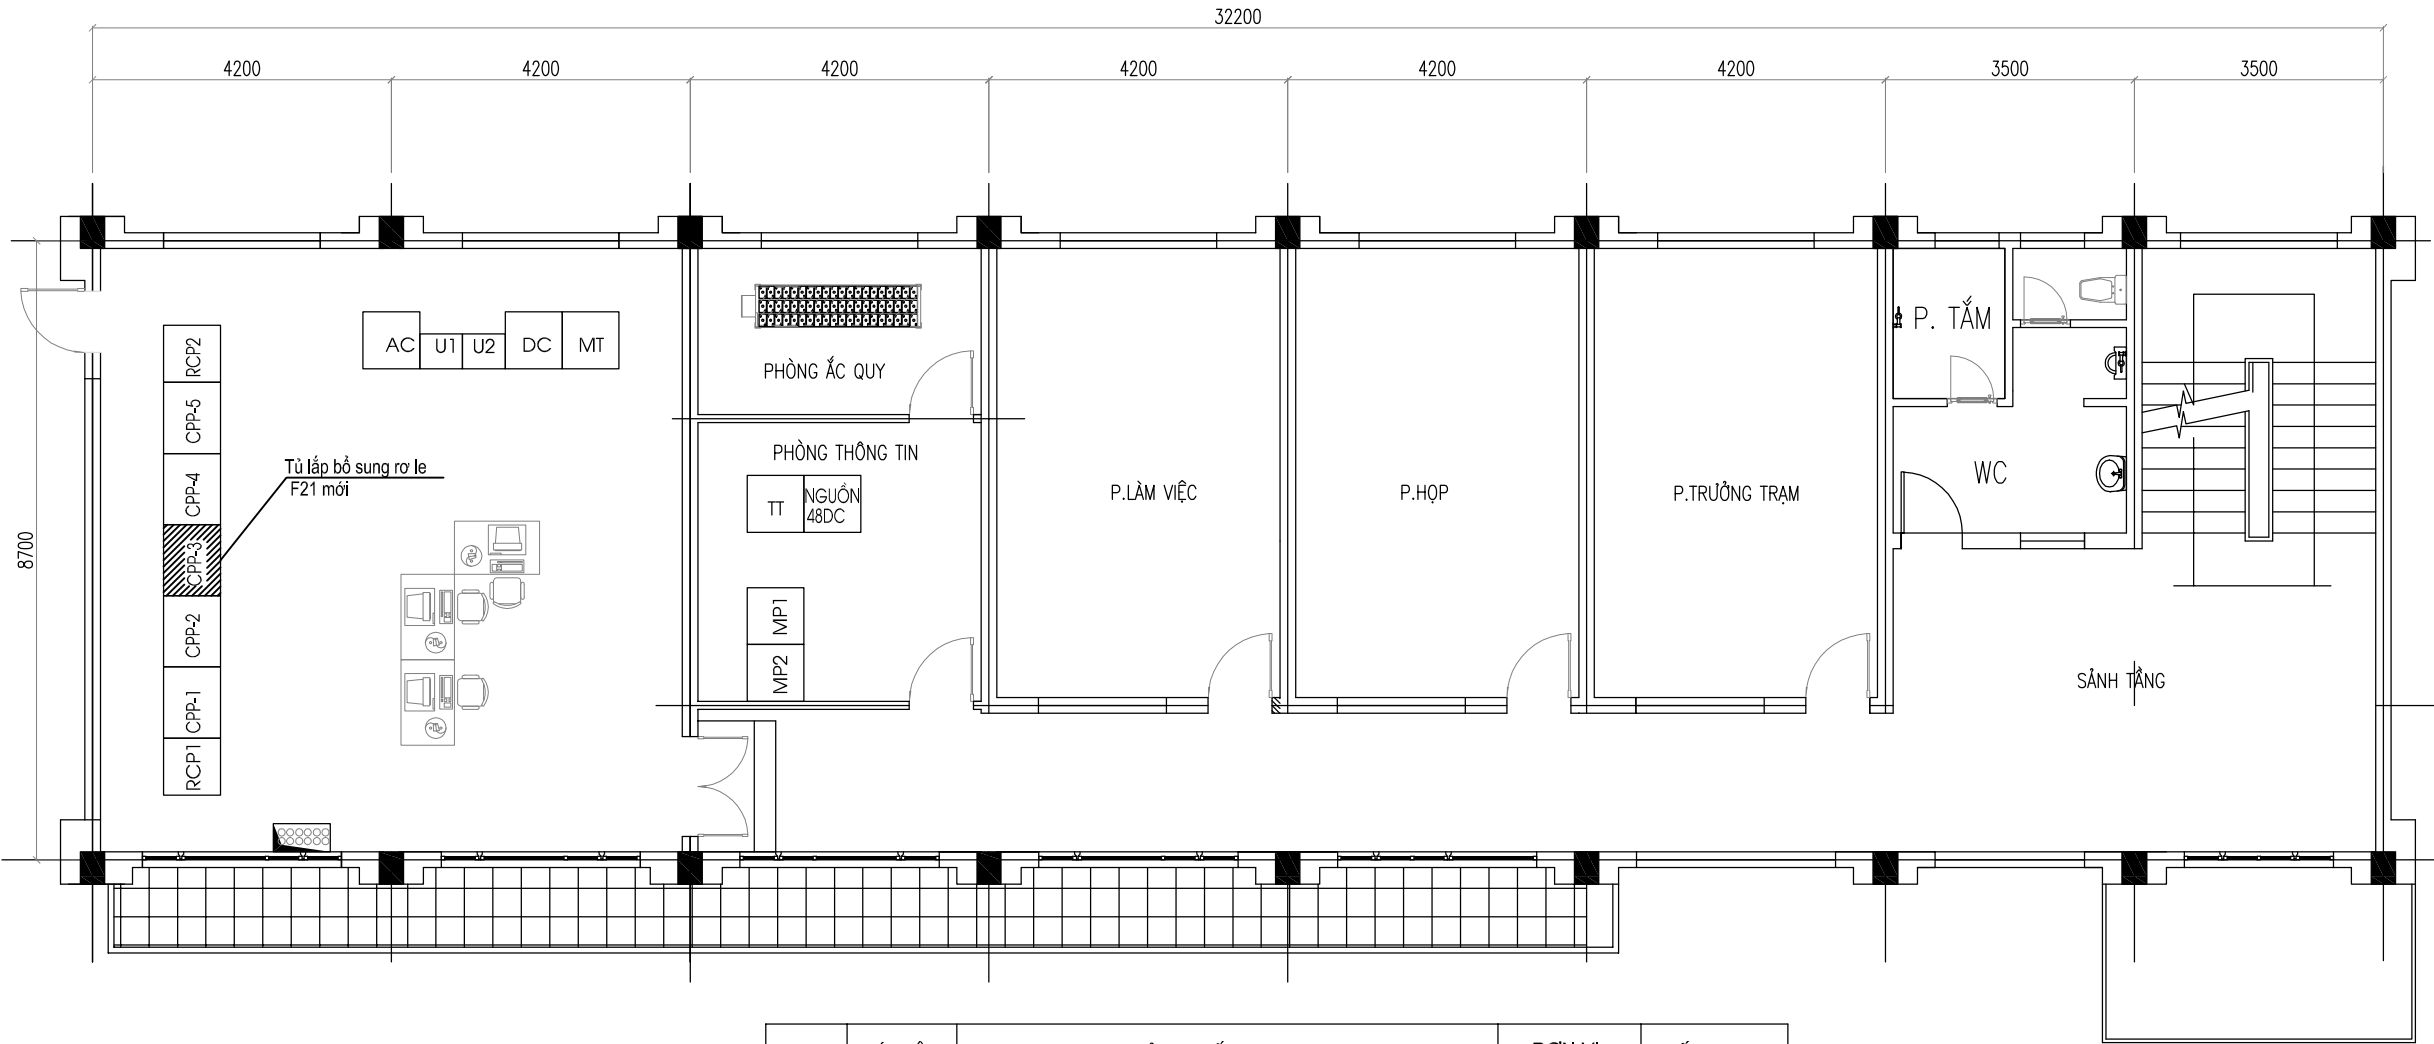 32200
4200 4200 4200 4200 4200 4200 3500 3500
8700
AC U1 U2 DC MT
RCP2
CPP-5
CPP-4
CPP-3
CPP-2
CPP-1
RCP1
Tủ lắp bổ sung rơ le
F21 mới
PHÒNG ẮC QUY
PHÒNG THÔNG TIN
TT
NGUỒN
48DC
MP1
MP2
P.LÀM VIỆC
P.HỌP
P.TRƯỞNG TRẠM
P. TẮM
WC
SẢNH TẦNG